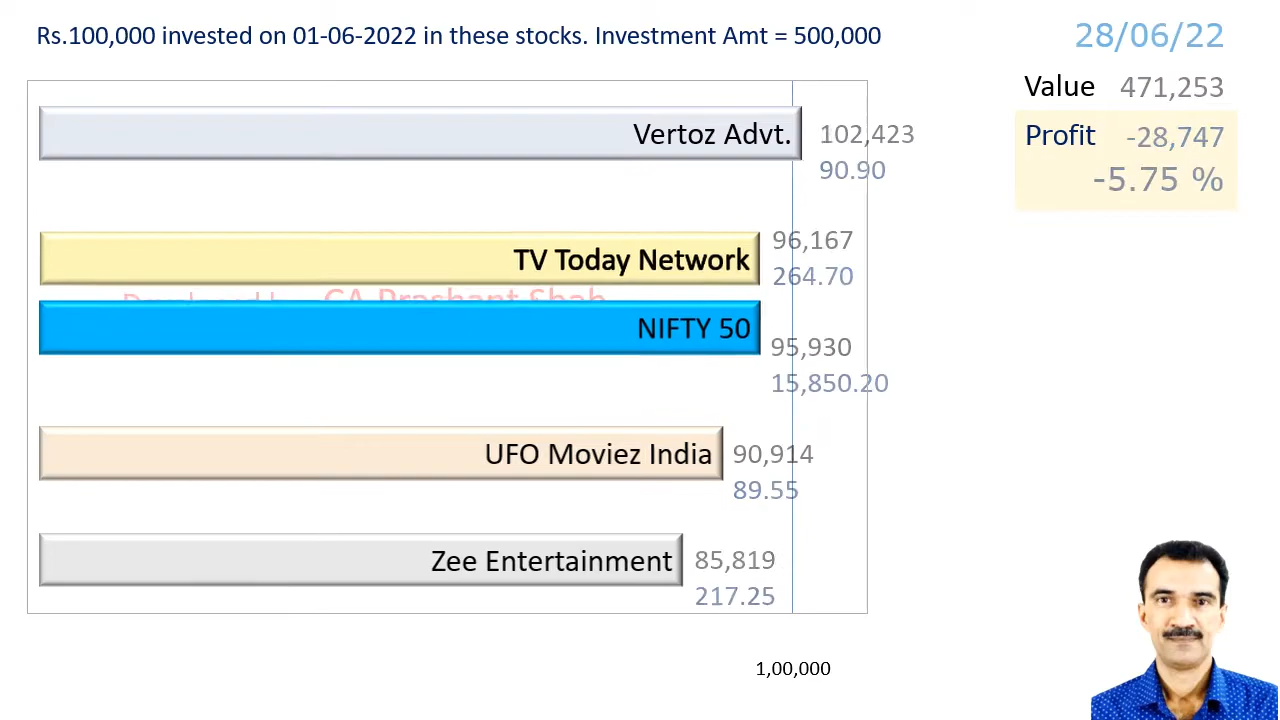 Rs.100,000 invested on 01-06-2022 in these stocks. Investment Amt = 500,000
28/06/22
Value 471,253
Profit -28,747
-5.75 %
Vertoz Advt. 102,423
90.90
TV Today Network 96,167
264.70
CA Prashant Shah
NIFTY 50 95,930
15,850.20
UFO Moviez India 90,914
89.55
Zee Entertainment 85,819
217.25
1,00,000